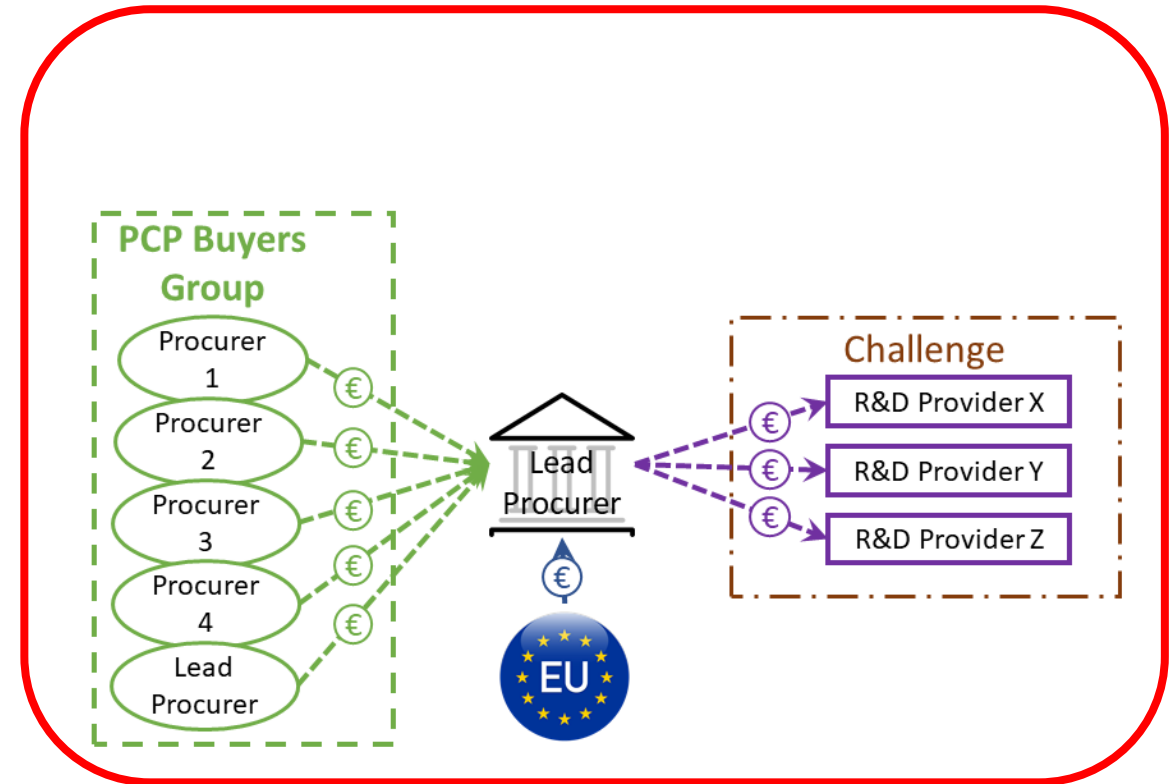 PCP Buyers
Group
Procurer
1
€
Procurer
2
€
Procurer
3
€
Procurer
4
€
Lead
Procurer
€
Lead
Procurer
€
EU
Challenge
€
R&D Provider X
€
R&D Provider Y
€
R&D Provider Z